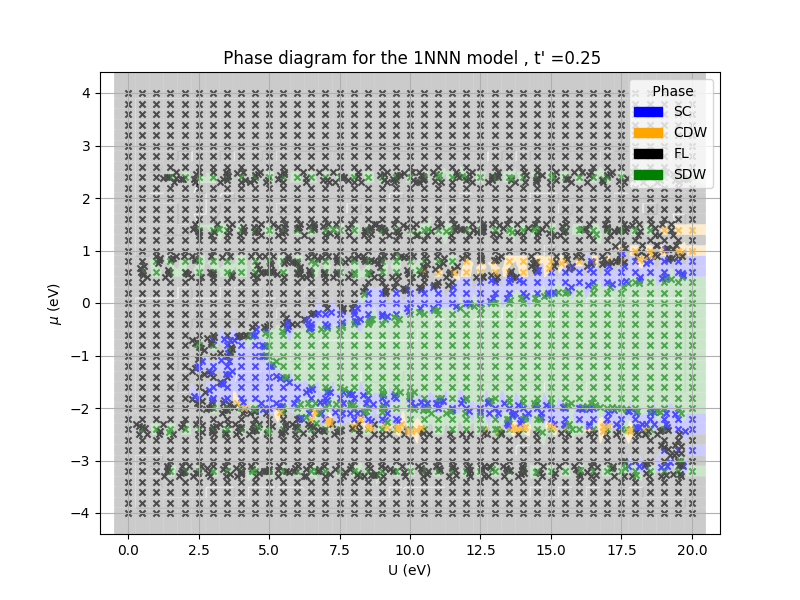 Phase diagram for the 1NNN model , t' =0.25
μ (eV)
4
3
2
1
0
−1
−2
−3
−4
Phase
SC
CDW
FL
SDW
0.0 2.5 5.0 7.5 10.0 12.5 15.0 17.5 20.0
U (eV)